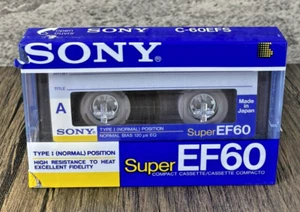 open
C-60EFS
SONY®
TITLE
A
Made in
Japan
SONY TYPE I (NORMAL) POSITION
NORMAL BIAS 120 µs EQ
Super EF60
TYPE I (NORMAL) POSITION
HIGH RESISTANCE TO HEAT
EXCELLENT FIDELITY
Super EF60
COMPACT CASSETTE/CASSETTE COMPACTO